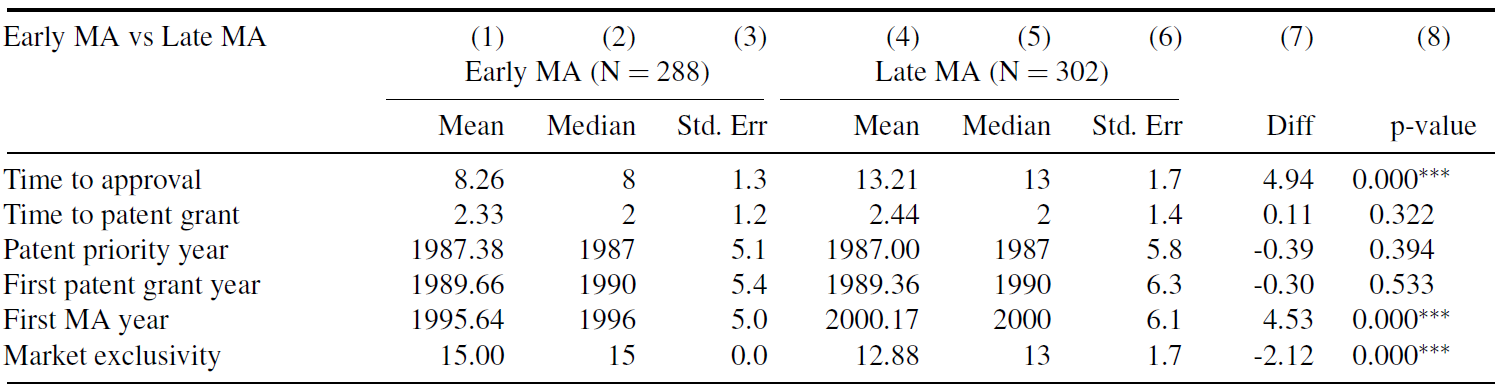 Early MA vs Late MA (1) (2) (3) (4) (5) (6) (7) (8)
Early MA (N = 288) Late MA (N = 302)
Mean Median Std. Err Mean Median Std. Err Diff p-value
Time to approval 8.26 8 1.3 13.21 13 1.7 4.94 0.000***
Time to patent grant 2.33 2 1.2 2.44 2 1.4 0.11 0.322
Patent priority year 1987.38 1987 5.1 1987.00 1987 5.8 -0.39 0.394
First patent grant year 1989.66 1990 5.4 1989.36 1990 6.3 -0.30 0.533
First MA year 1995.64 1996 5.0 2000.17 2000 6.1 4.53 0.000***
Market exclusivity 15.00 15 0.0 12.88 13 1.7 -2.12 0.000***